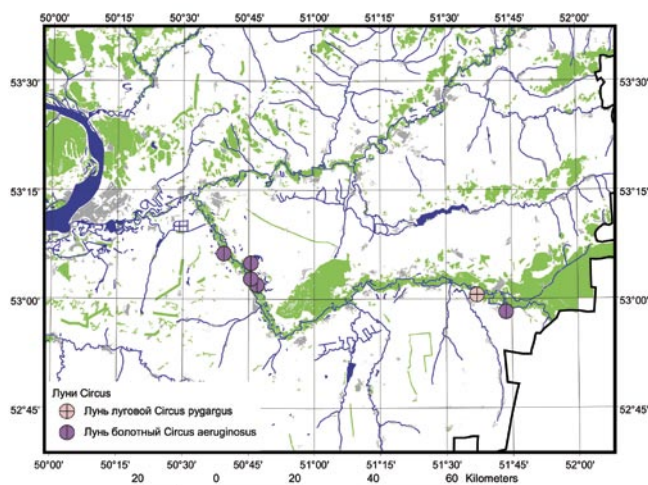 50°00' 50°15' 50°30' 50°45' 51°00' 51°15' 51°30' 51°45' 52°00'
53°30' 53°30'
53°15' 53°15'
53°00' 53°00'
52°45' 52°45'
Луни Circus
Лунь луговой Circus pygargus
Лунь болотный Circus aeruginosus
50°00' 50°15' 50°30' 50°45' 51°00' 51°15' 51°30' 51°45' 52°00'
20 0 20 40 60 Kilometers